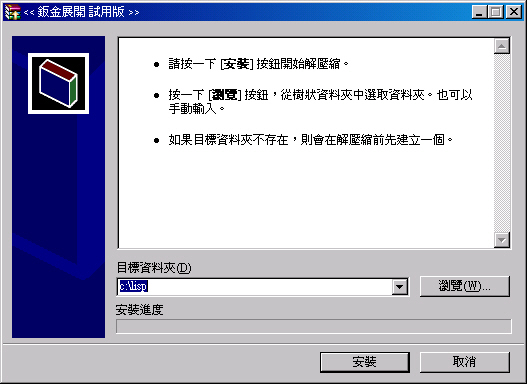 << 鈑金展開 試用版 >>
• 請按一下 [安裝] 按鈕開始解壓縮。
• 按一下 [瀏覽] 按鈕，從樹狀資料夾中選取資料夾。也可以
手動輸入。
• 如果目標資料夾不存在，則會在解壓縮前先建立一個。
目標資料夾(D)
c:\lisp
瀏覽(W)...
安裝進度
安裝
取消